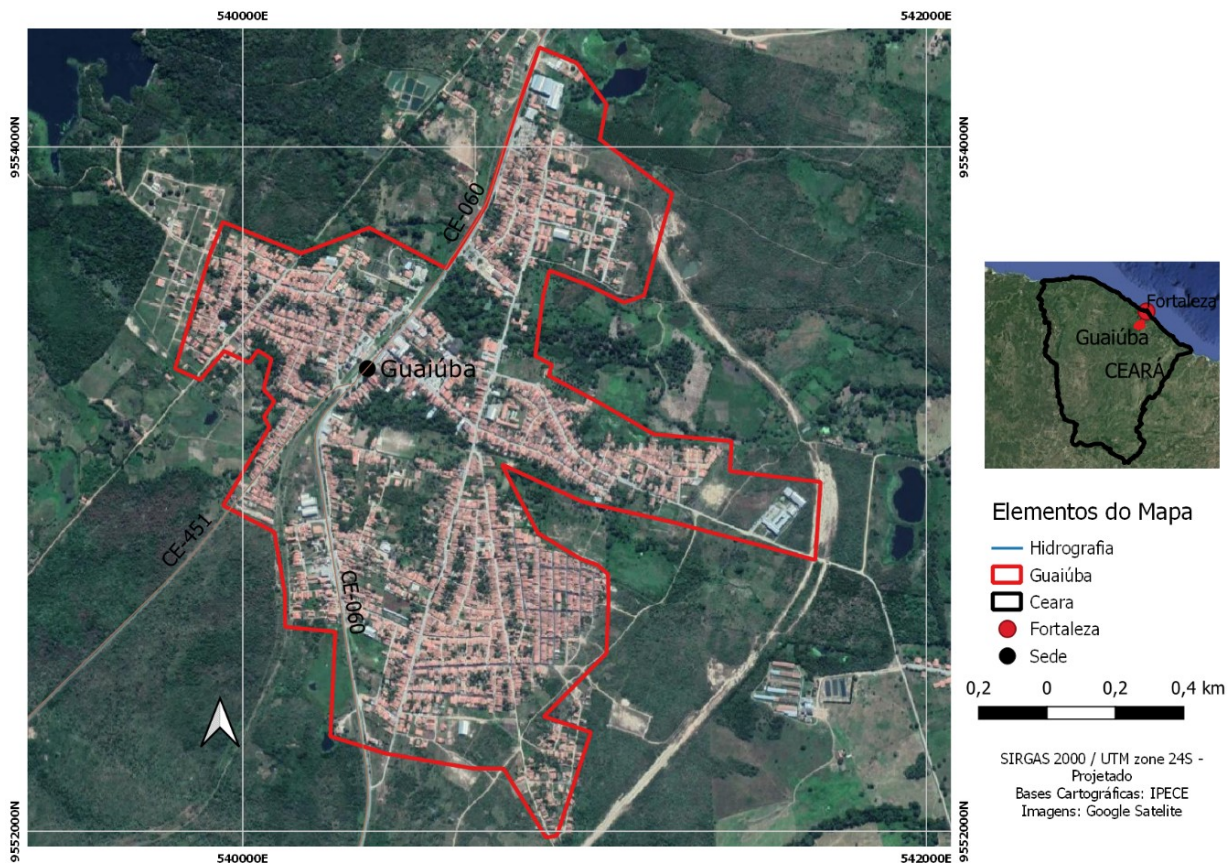 540000E
542000E
9554000N
9554000N
CE-060
Guaiúba
CE-451
CE-060
9552000N
9552000N
540000E
542000E
Fortaleza
Guaiúba
CEARÁ
Elementos do Mapa
Hidrografia
Guaiúba
Ceara
Fortaleza
Sede
0,2 0 0,2 0,4 km
SIRGAS 2000 / UTM zone 24S -
Projetado
Bases Cartográficas: IPECE
Imagens: Google Satelite